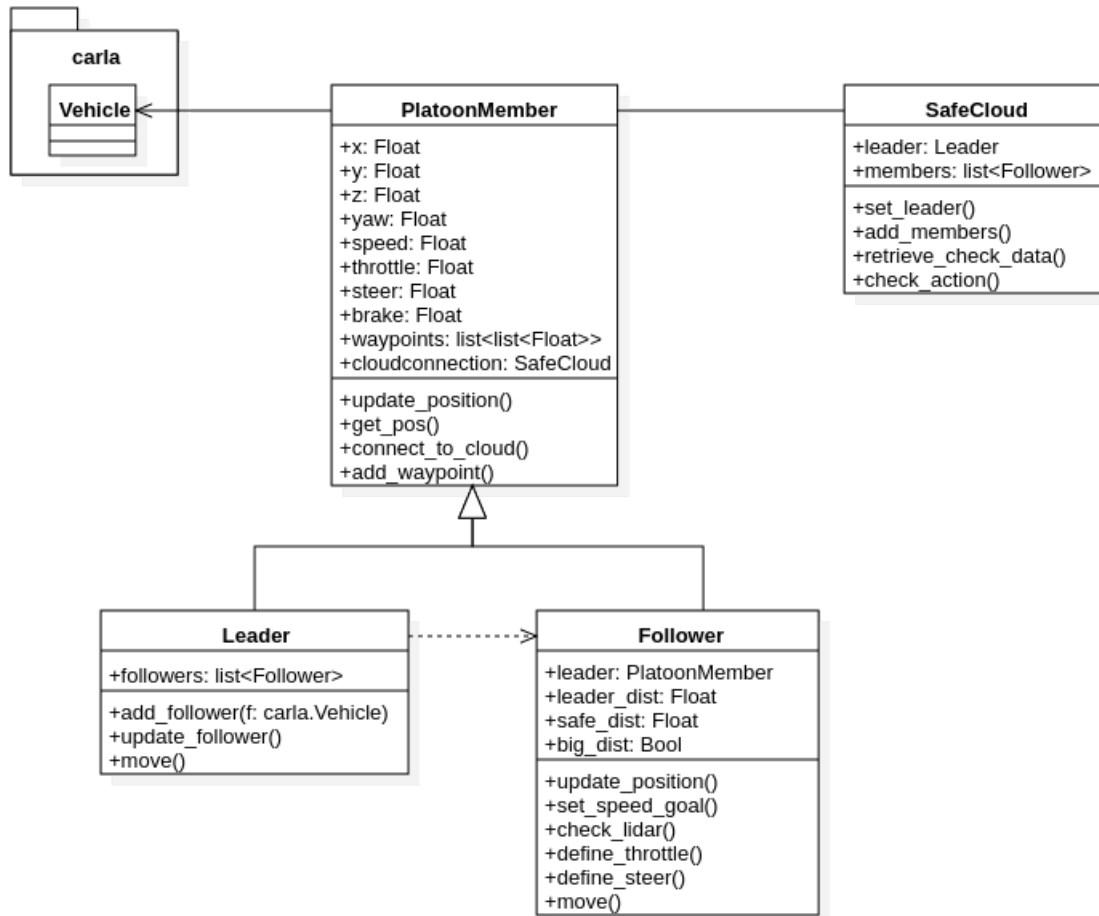 carla
Vehicle
PlatoonMember
+x: Float
+y: Float
+z: Float
+yaw: Float
+speed: Float
+throttle: Float
+steer: Float
+brake: Float
+waypoints: list<list<Float>>
+cloudconnection: SafeCloud
+update_position()
+get_pos()
+connect_to_cloud()
+add_waypoint()
SafeCloud
+leader: Leader
+members: list<Follower>
+set_leader()
+add_members()
+retrieve_check_data()
+check_action()
Leader
+followers: list<Follower>
+add_follower(f: carla.Vehicle)
+update_follower()
+move()
Follower
+leader: PlatoonMember
+leader_dist: Float
+safe_dist: Float
+big_dist: Bool
+update_position()
+set_speed_goal()
+check_lidar()
+define_throttle()
+define_steer()
+move()